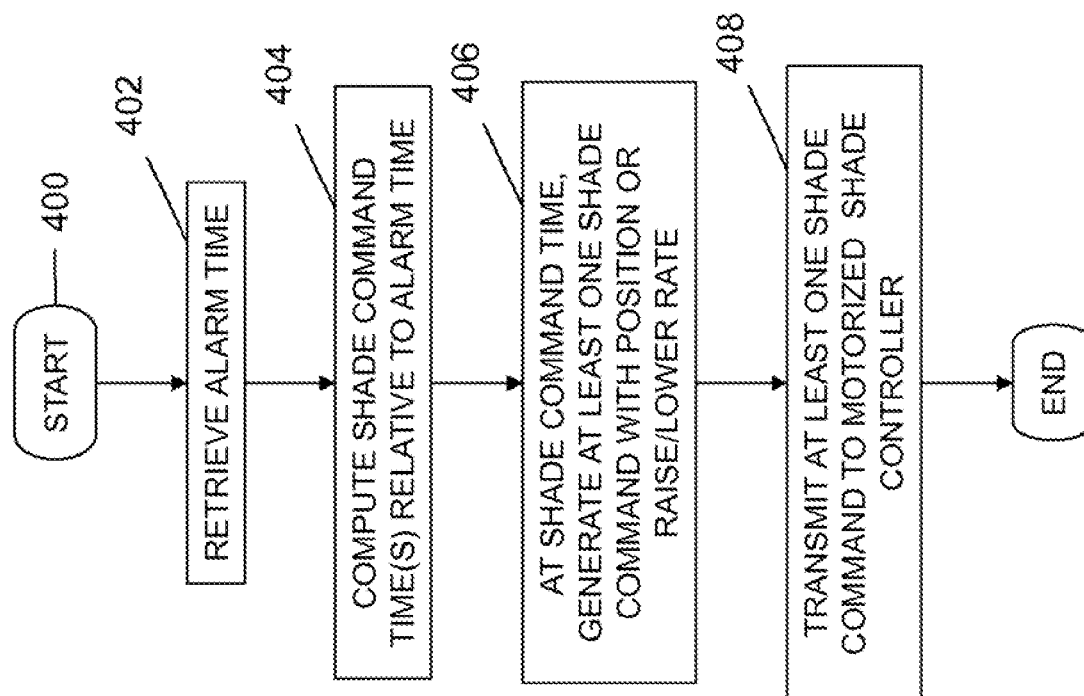 START
400
RETRIEVE ALARM TIME
402
COMPUTE SHADE COMMAND
TIME(S) RELATIVE TO ALARM TIME
404
AT SHADE COMMAND TIME,
GENERATE AT LEAST ONE SHADE
COMMAND WITH POSITION OR
RAISE/LOWER RATE
406
TRANSMIT AT LEAST ONE SHADE
COMMAND TO MOTORIZED SHADE
CONTROLLER
408
END